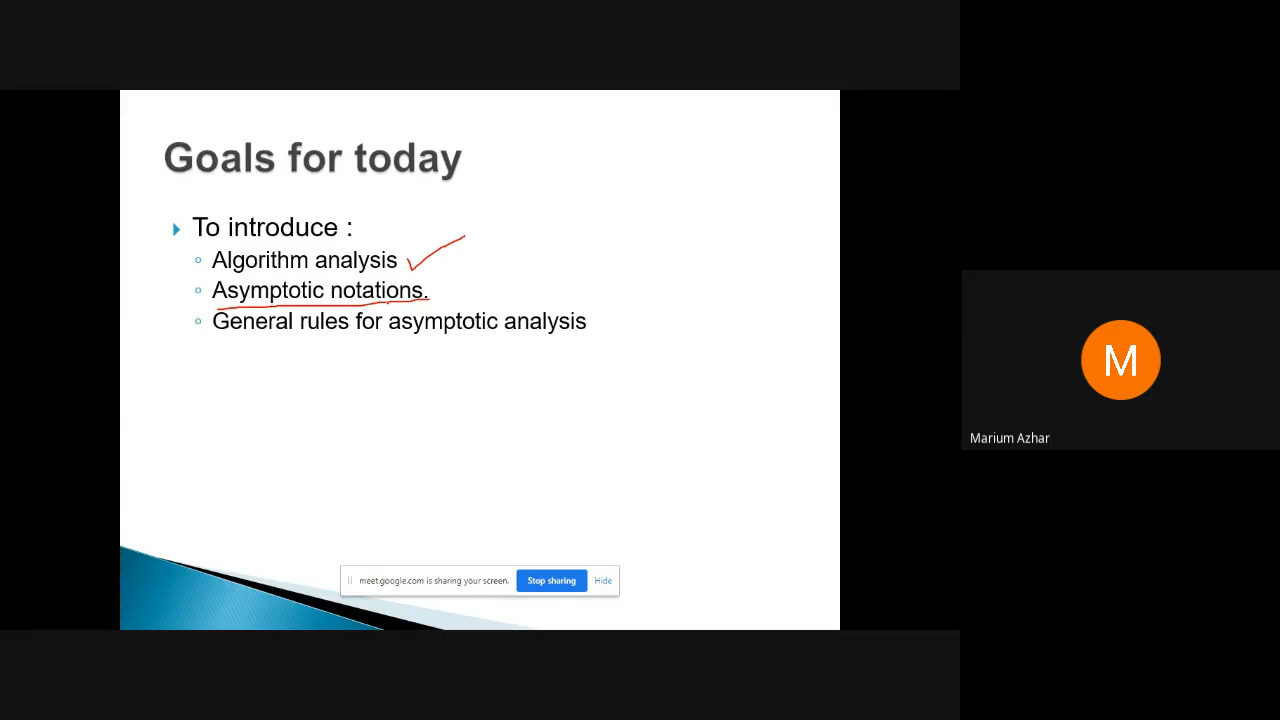 Goals for today
To introduce :
Algorithm analysis
Asymptotic notations.
General rules for asymptotic analysis
meet.google.com is sharing your screen. Stop sharing Hide
M
Marium Azhar